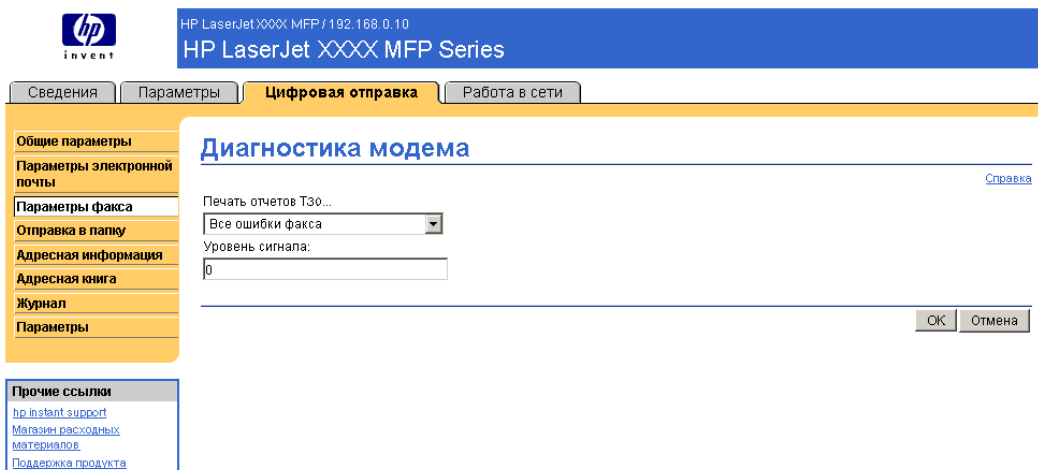 hp
invent
HP LaserJet XXXX MFP / 192.168.0.10
HP LaserJet XXXX MFP Series
Сведения
Параметры
Цифровая отправка
Работа в сети
Общие параметры
Параметры электронной
почты
Параметры факса
Отправка в папку
Адресная информация
Адресная книга
Журнал
Параметры
Прочие ссылки
hp instant support
Магазин расходных
материалов
Поддержка продукта
Диагностика модема
Справка
Печать отчетов T30...
Все ошибки факса
Уровень сигнала:
0
OK
Отмена